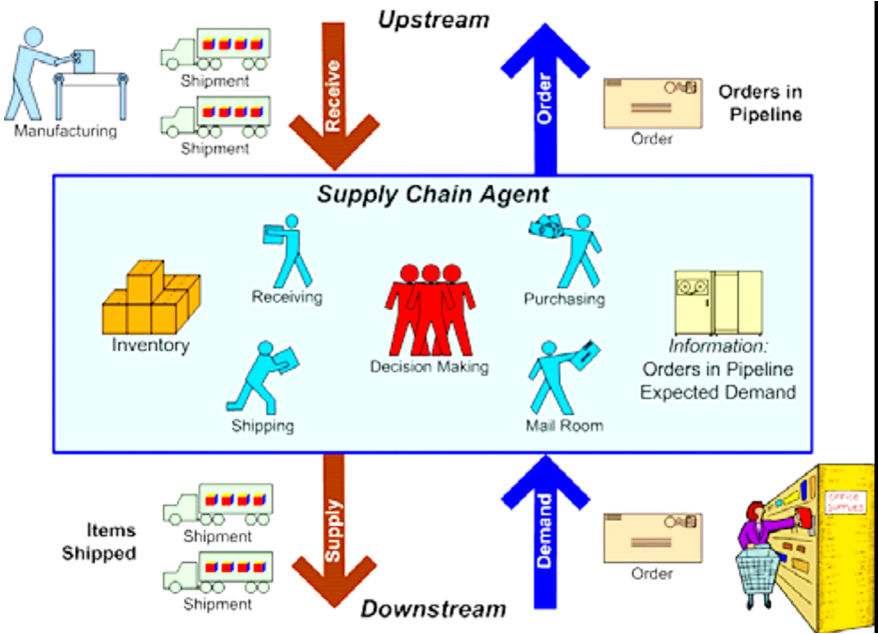 Upstream
Manufacturing
Shipment
Shipment
Receive
Order
Order
Orders in
Pipeline
Supply Chain Agent
Receiving
Purchasing
Inventory
Decision Making
Information:
Orders in Pipeline
Expected Demand
Shipping
Mail Room
Items
Shipped
Shipment
Shipment
Supply
Demand
Order
OFFICE
SUPPLIES
Downstream